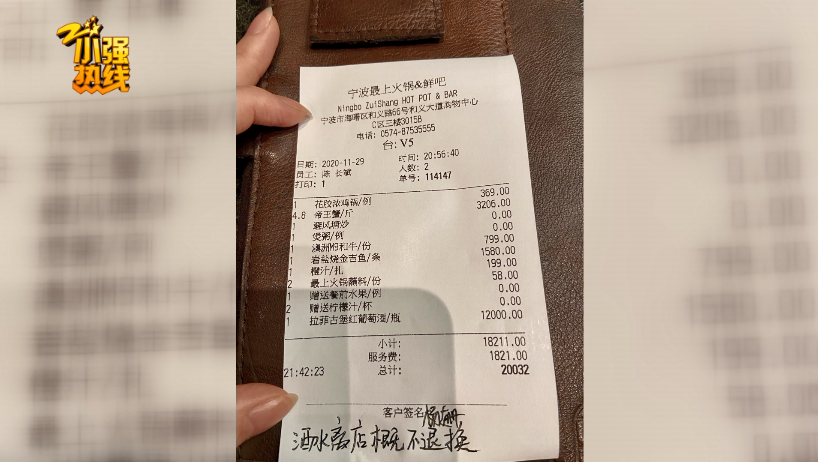 小强热线
宁波最上火锅&鲜吧
Ningbo ZuiShang HOT POT & BAR
宁波市海曙区和义路66号和义大道购物中心
C区三楼3015B
电话: 0574-87535555
台: V5
日期: 2020-11-29 时间: 20:56:40
员工: 陈 长斌 人数: 2
打印: 1 单号: 114147
1 花胶浓鸡锅/例 369.00
4.8 帝王蟹/斤 3206.00
1 避风塘炒 0.00
1 煲粥/例 0.00
1 澳洲M9和牛/份 799.00
1 岩盐烧金吉鱼/条 1580.00
1 橙汁/扎 199.00
2 最上火锅蘸料/份 58.00
1 赠送餐前水果/例 0.00
2 赠送柠檬汁/杯 0.00
1 拉菲古堡红葡萄酒/瓶 12000.00
小计: 18211.00
服务费: 1821.00
21:42:23 总计: 20032
客户签名
酒水离店概不退换